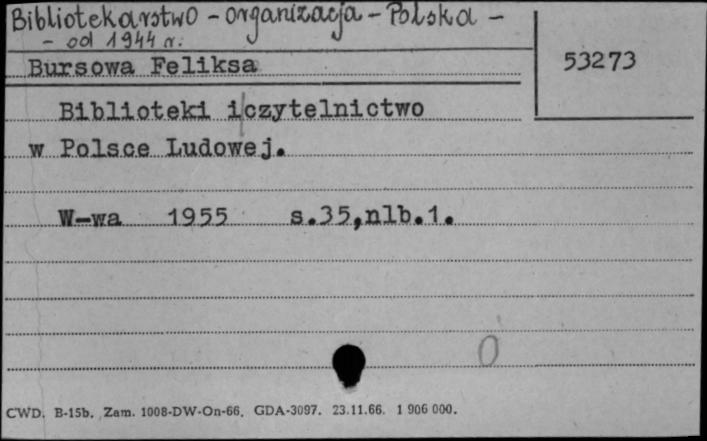 Bibliotekarstwo - organizacja - Polska -
- od 1944 r.
Bursowa Feliksa
53273
Biblioteki i czytelnictwo
w Polsce Ludowej.
W-wa 1955 s.35,nlb.1.
0
CWD. B-15b. Zam. 1008-DW-On-66. GDA-3097. 23.11.66. 1 906 000.